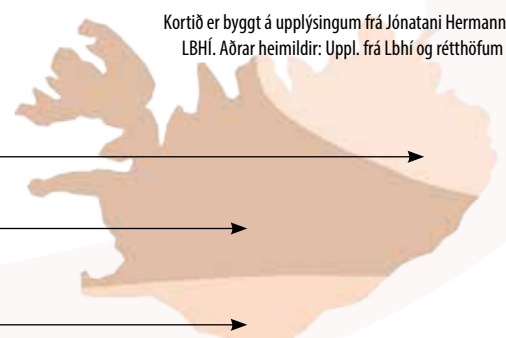 Kortið er byggt á upplýsingum frá Jónatani Hermann
LBHÍ. Aðrar heimildir: Uppl. frá Lbhí og rétthöfum